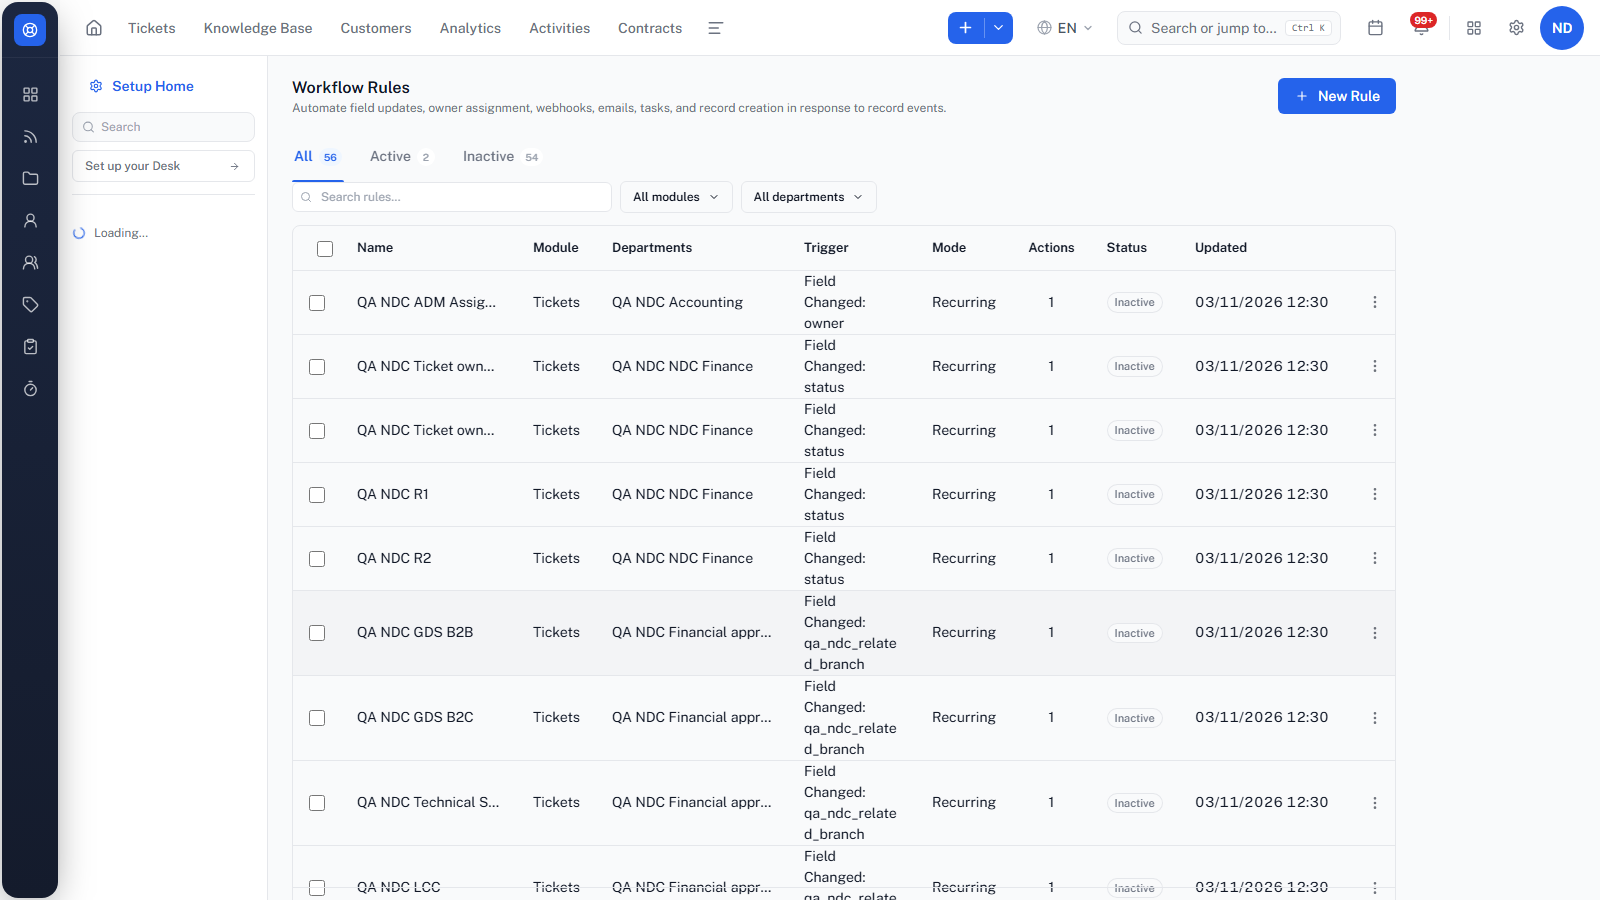 Tickets Knowledge Base Customers Analytics Activities Contracts EN Search or jump to... Ctrl K 99+ ND
Setup Home
Search
Set up your Desk
Loading...
Workflow Rules
Automate field updates, owner assignment, webhooks, emails, tasks, and record creation in response to record events.
New Rule
All 56 Active 2 Inactive 54
Search rules... All modules All departments
Name Module Departments Trigger Mode Actions Status Updated
QA NDC ADM Assig... Tickets QA NDC Accounting Field Changed: owner Recurring 1 Inactive 03/11/2026 12:30
QA NDC Ticket own... Tickets QA NDC NDC Finance Field Changed: status Recurring 1 Inactive 03/11/2026 12:30
QA NDC Ticket own... Tickets QA NDC NDC Finance Field Changed: status Recurring 1 Inactive 03/11/2026 12:30
QA NDC R1 Tickets QA NDC NDC Finance Field Changed: status Recurring 1 Inactive 03/11/2026 12:30
QA NDC R2 Tickets QA NDC NDC Finance Field Changed: status Recurring 1 Inactive 03/11/2026 12:30
QA NDC GDS B2B Tickets QA NDC Financial appr... Field Changed: qa_ndc_related_branch Recurring 1 Inactive 03/11/2026 12:30
QA NDC GDS B2C Tickets QA NDC Financial appr... Field Changed: qa_ndc_related_branch Recurring 1 Inactive 03/11/2026 12:30
QA NDC Technical S... Tickets QA NDC Financial appr... Field Changed: qa_ndc_related_branch Recurring 1 Inactive 03/11/2026 12:30
QA NDC LCC Tickets QA NDC Financial appr... Field Changed: qa_ndc_relate Recurring 1 Inactive 03/11/2026 12:30